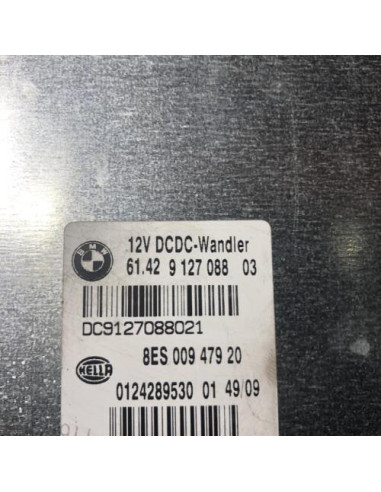 BMW
12V DCDC-Wandler
61.42 9 127 088 03
DC9127088021
8ES 009 479 20
HELLA
0124289530 01 49/09